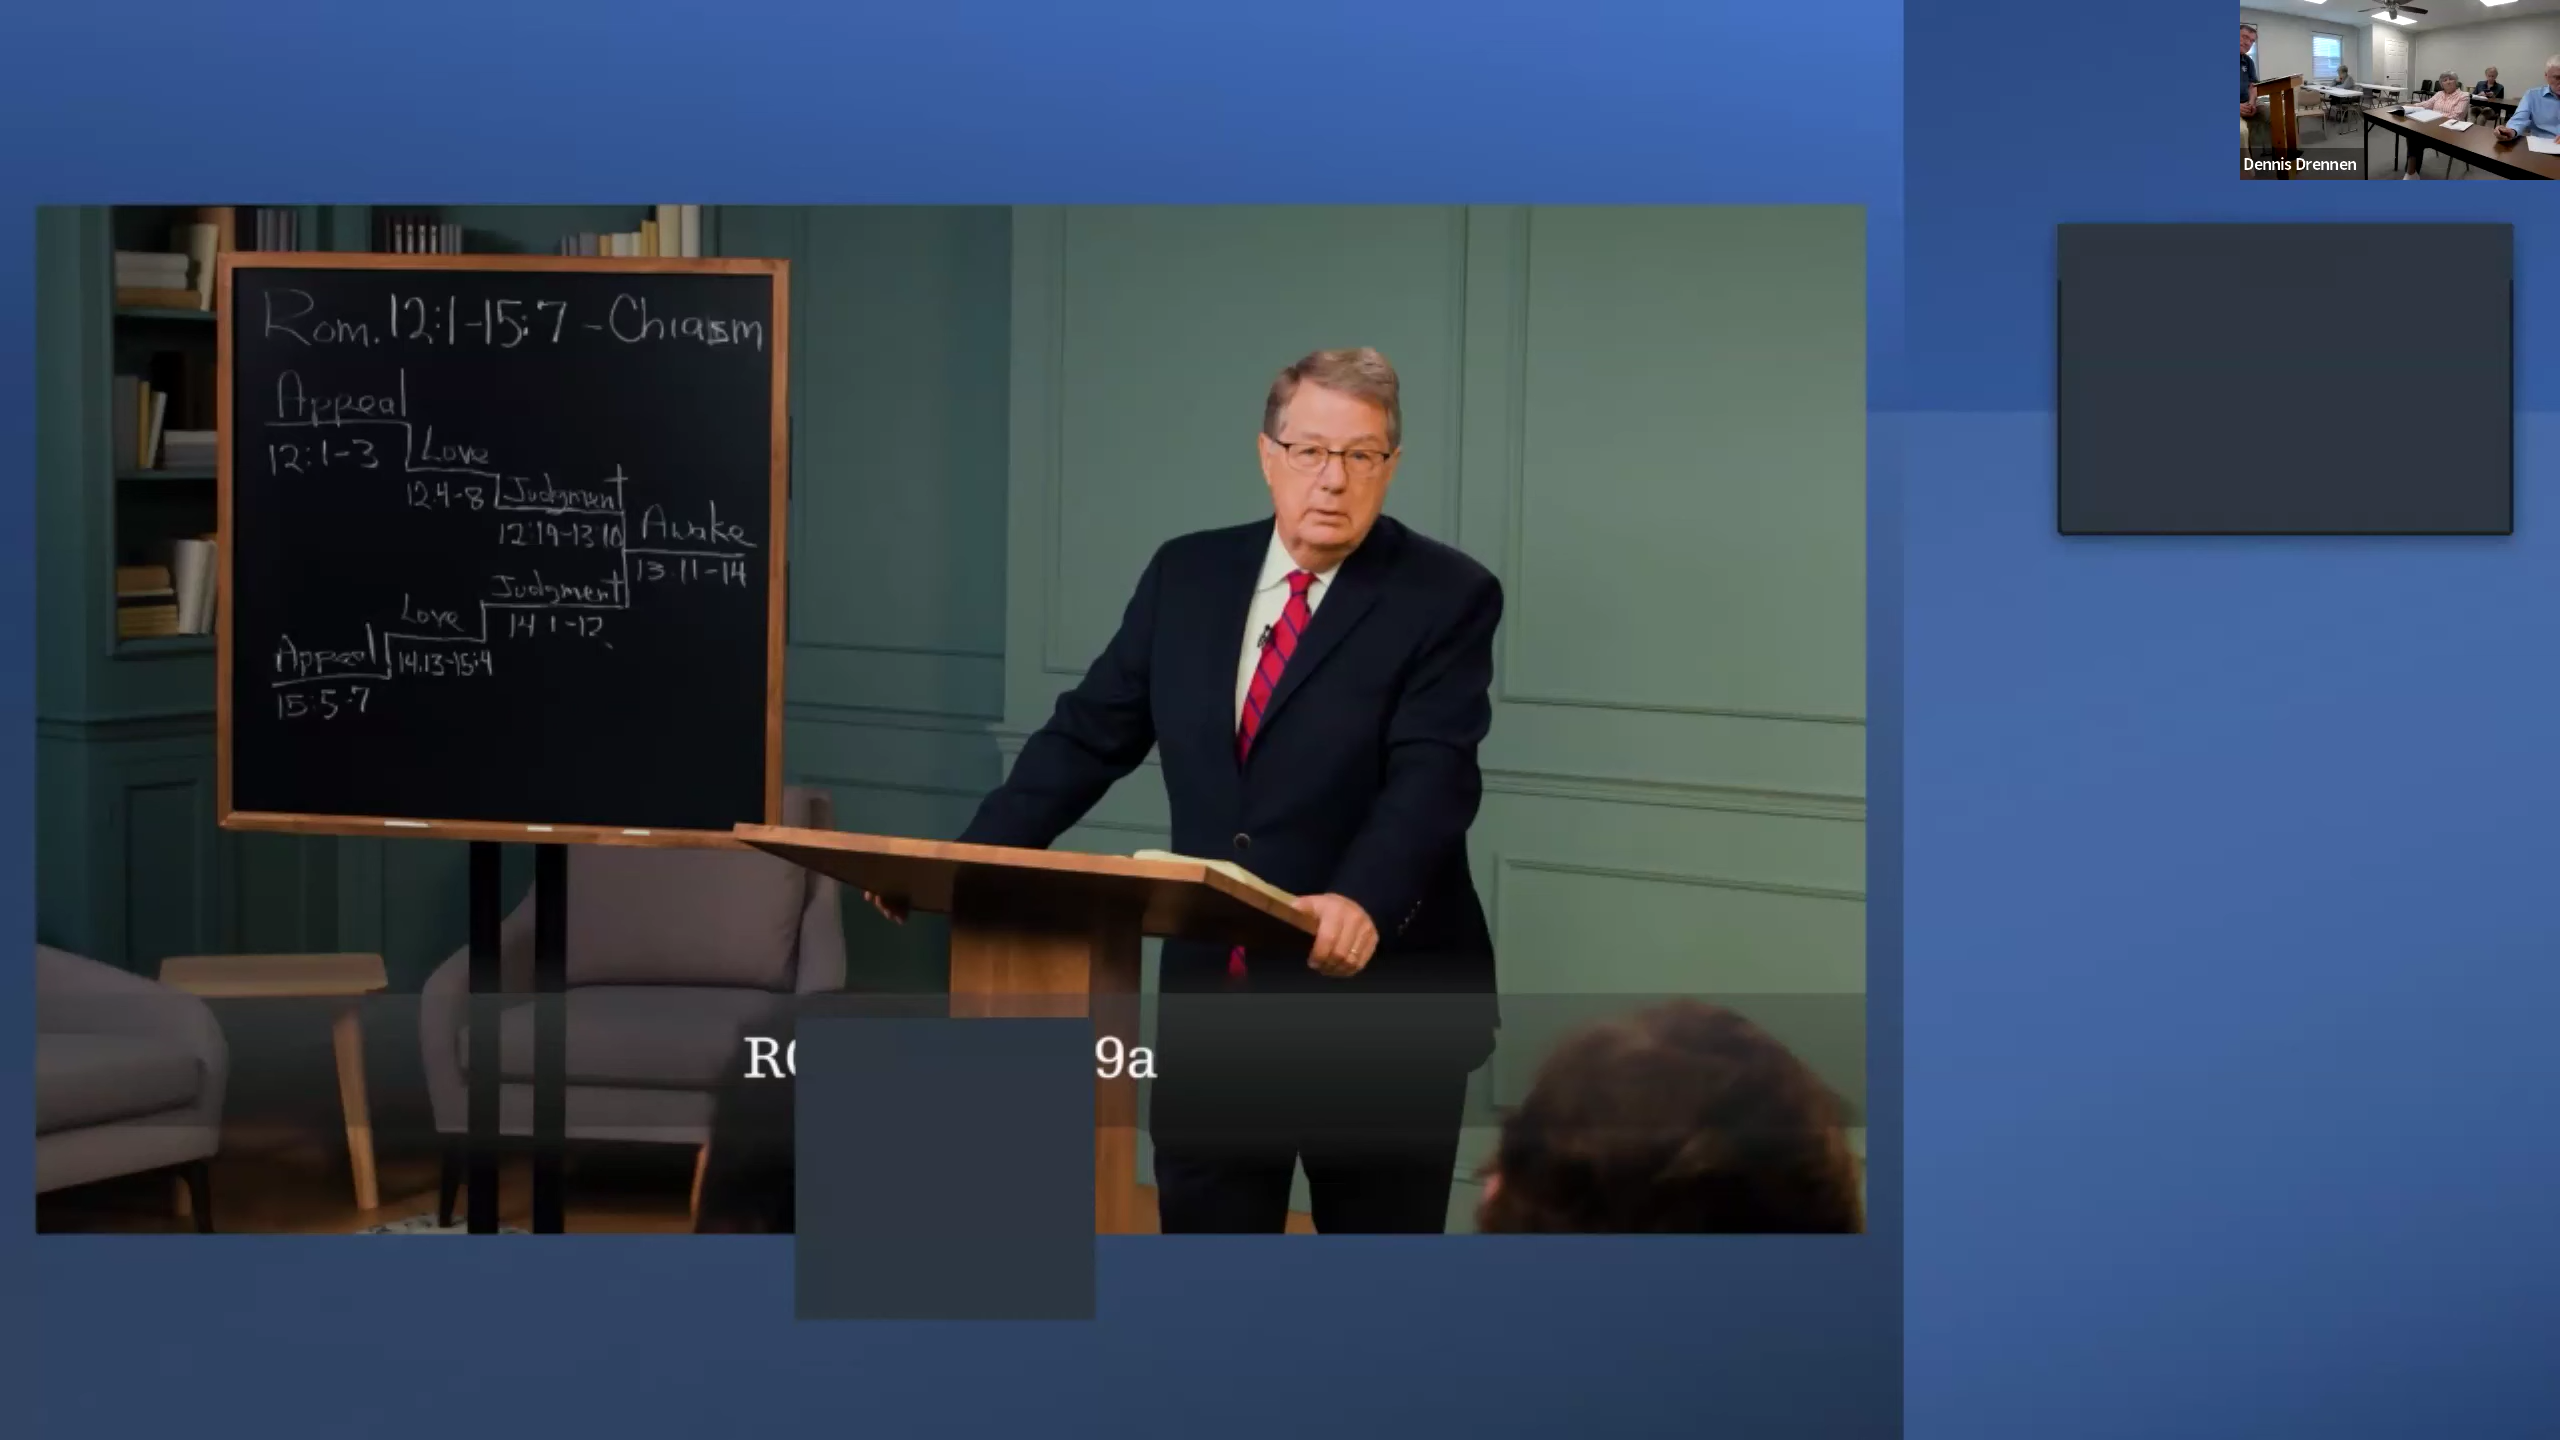 Dennis Drennen
Rom. 12:1-15:7 - Chiasm
Appeal
12:1-3
Love
12:4-8
Judgment
12:19-13:10
Awake
13:11-14
Judgment
14:1-12
Love
14:13-15:4
Appeal
15:5-7
9a